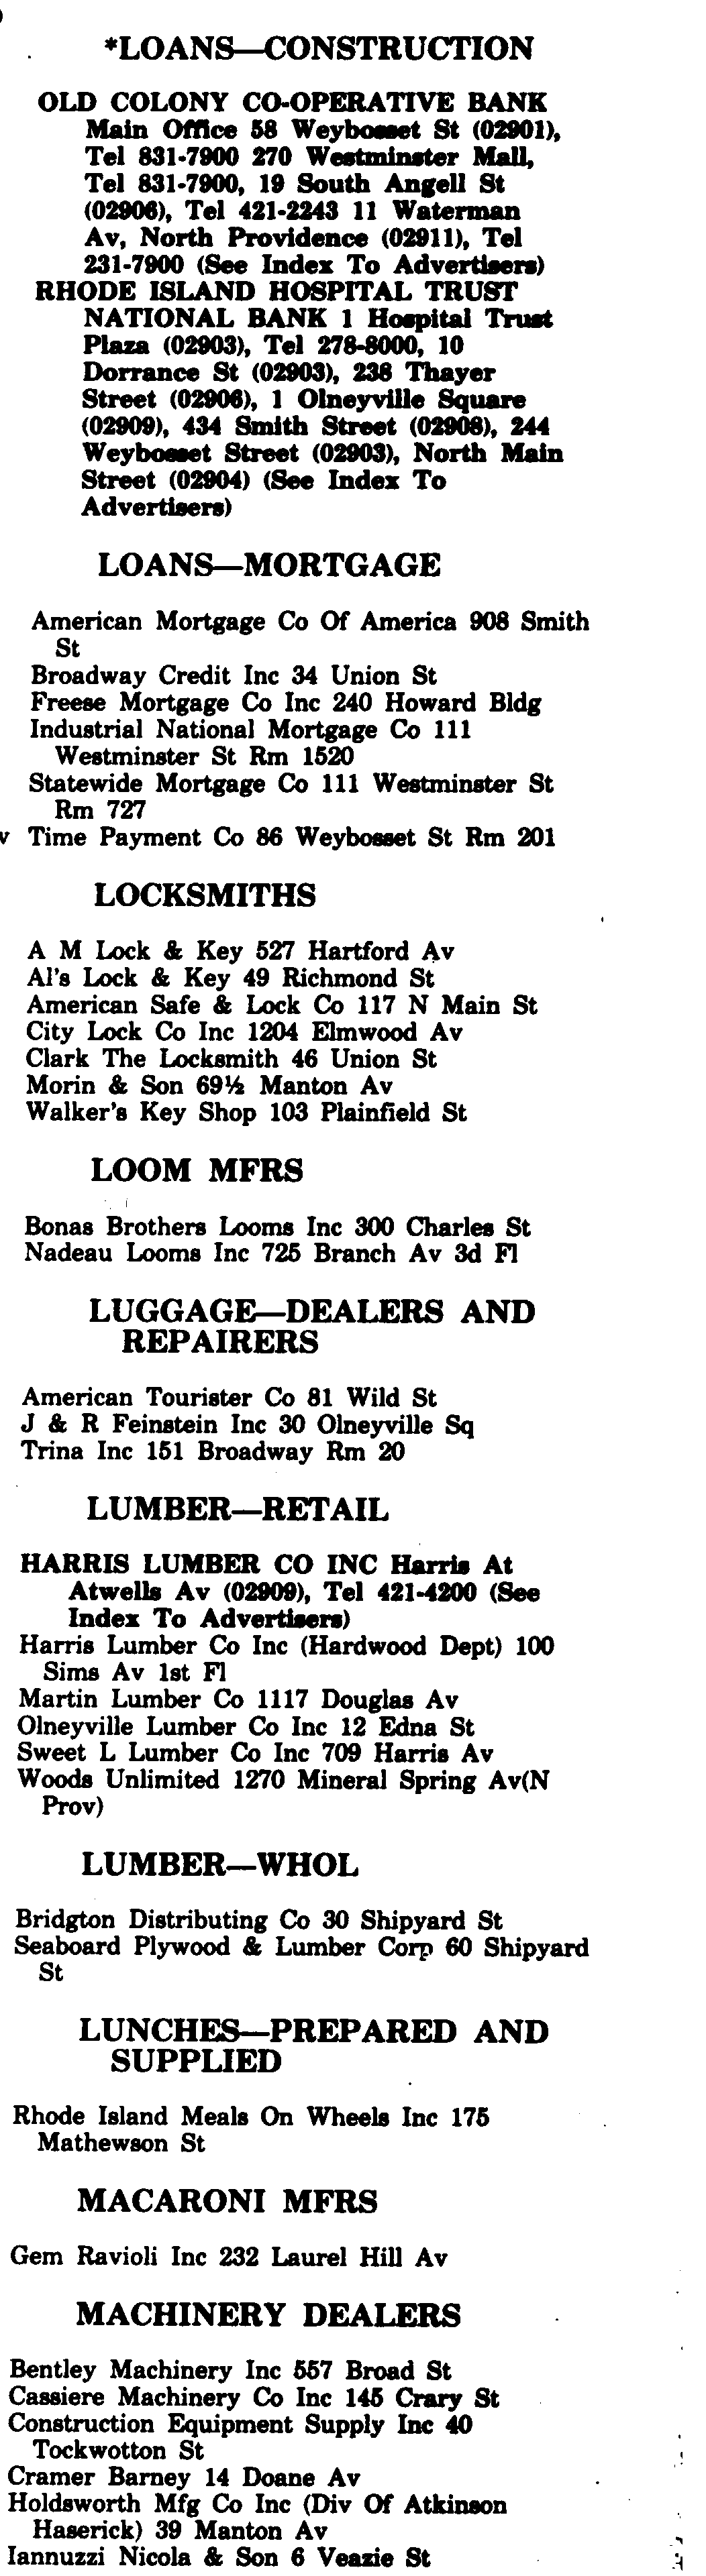 *LOANS—CONSTRUCTION
OLD COLONY CO-OPERATIVE BANK
Main Office 58 Weybosset St (02901),
Tel 831-7900 270 Westminster Mall,
Tel 831-7900, 19 South Angell St
(02906), Tel 421-2243 11 Waterman
Av, North Providence (02911), Tel
231-7900 (See Index To Advertisers)
RHODE ISLAND HOSPITAL TRUST
NATIONAL BANK 1 Hospital Trust
Plaza (02903), Tel 278-8000, 10
Dorrance St (02903), 238 Thayer
Street (02906), 1 Olneyville Square
(02909), 434 Smith Street (02908), 244
Weybosset Street (02903), North Main
Street (02904) (See Index To
Advertisers)
LOANS—MORTGAGE
American Mortgage Co Of America 908 Smith
St
Broadway Credit Inc 34 Union St
Freese Mortgage Co Inc 240 Howard Bldg
Industrial National Mortgage Co 111
Westminster St Rm 1520
Statewide Mortgage Co 111 Westminster St
Rm 727
v Time Payment Co 86 Weybosset St Rm 201
LOCKSMITHS
A M Lock & Key 527 Hartford Av
Al's Lock & Key 49 Richmond St
American Safe & Lock Co 117 N Main St
City Lock Co Inc 1204 Elmwood Av
Clark The Locksmith 46 Union St
Morin & Son 69½ Manton Av
Walker's Key Shop 103 Plainfield St
LOOM MFRS
Bonas Brothers Looms Inc 300 Charles St
Nadeau Looms Inc 725 Branch Av 3d Fl
LUGGAGE—DEALERS AND
REPAIRERS
American Tourister Co 81 Wild St
J & R Feinstein Inc 30 Olneyville Sq
Trina Inc 151 Broadway Rm 20
LUMBER—RETAIL
HARRIS LUMBER CO INC Harris At
Atwells Av (02909), Tel 421-4200 (See
Index To Advertisers)
Harris Lumber Co Inc (Hardwood Dept) 100
Sims Av 1st Fl
Martin Lumber Co 1117 Douglas Av
Olneyville Lumber Co Inc 12 Edna St
Sweet L Lumber Co Inc 709 Harris Av
Woods Unlimited 1270 Mineral Spring Av(N
Prov)
LUMBER—WHOL
Bridgton Distributing Co 30 Shipyard St
Seaboard Plywood & Lumber Corp 60 Shipyard
St
LUNCHES—PREPARED AND
SUPPLIED
Rhode Island Meals On Wheels Inc 175
Mathewson St
MACARONI MFRS
Gem Ravioli Inc 232 Laurel Hill Av
MACHINERY DEALERS
Bentley Machinery Inc 557 Broad St
Cassiere Machinery Co Inc 145 Crary St
Construction Equipment Supply Inc 40
Tockwotton St
Cramer Barney 14 Doane Av
Holdsworth Mfg Co Inc (Div Of Atkinson
Haserick) 39 Manton Av
Iannuzzi Nicola & Son 6 Veazie St